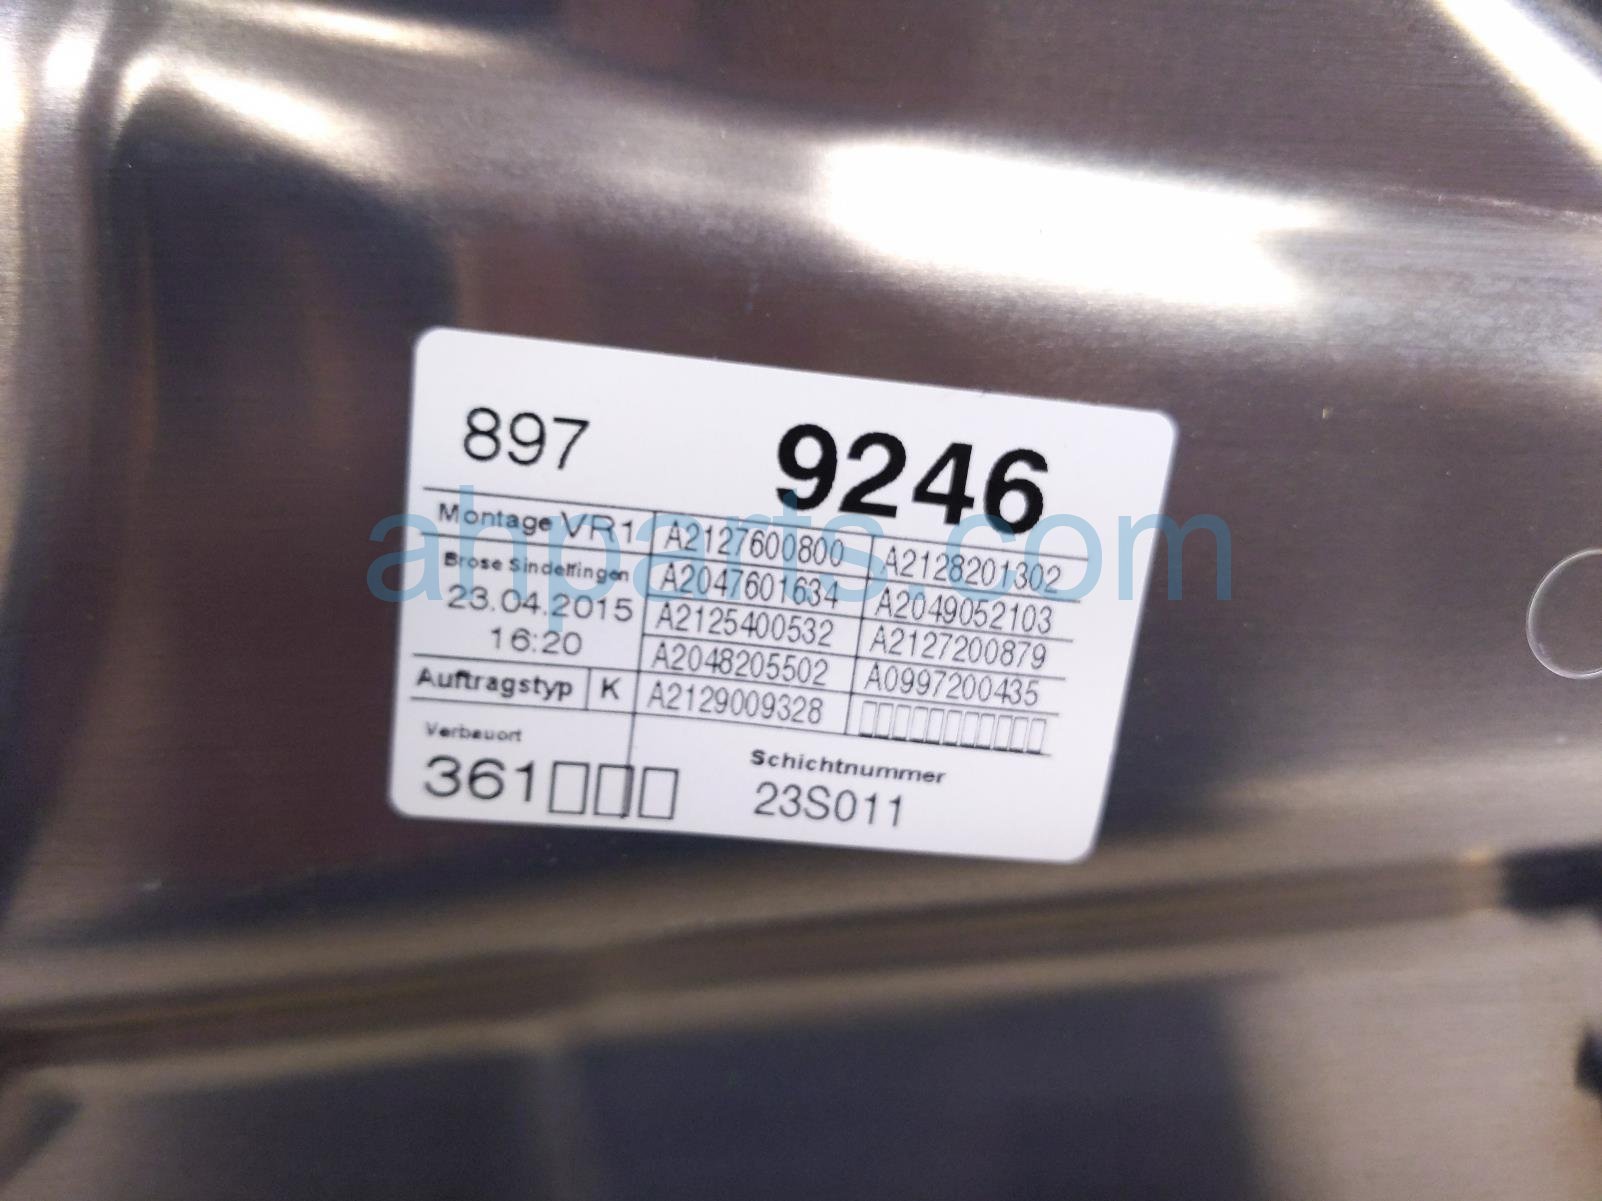 897 9246
Montage VR1 A2127600800 A2128201302
Brose Sindelfingen A2047601634 A2049052103
23.04.2015 A2125400532 A2127200879
16:20 A2048205502 A0997200435
Auftragstyp K A2129009328
Verbauort Schichtnummer
361 23S011
ahparts.com